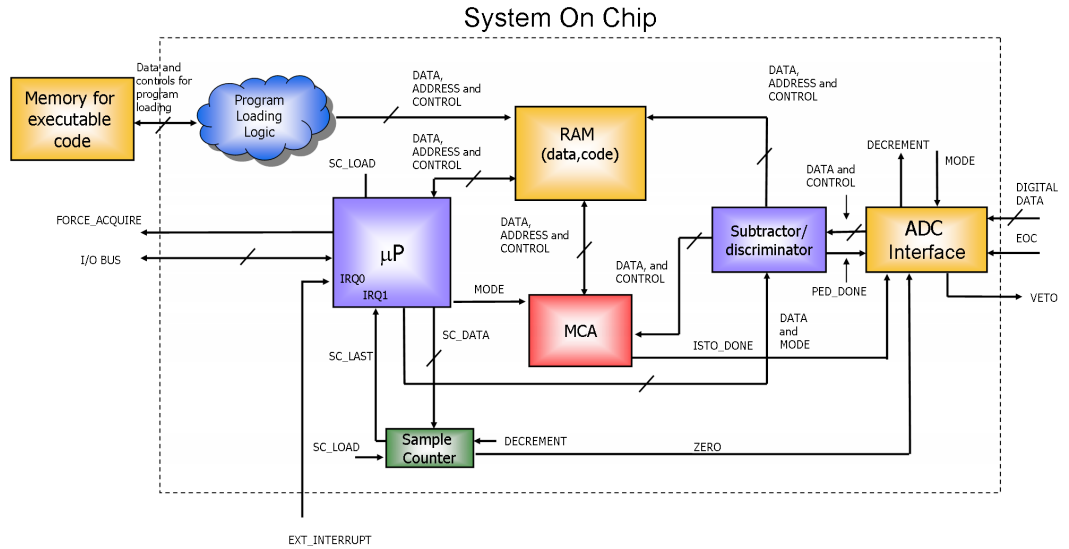 System On Chip
Data and
controls for
program
loading
Memory for
executable
code
Program
Loading
Logic
DATA,
ADDRESS and
CONTROL
RAM
(data,code)
DATA,
ADDRESS and
CONTROL
DATA,
ADDRESS and
CONTROL
SC_LOAD
DECREMENT
MODE
DATA and
CONTROL
DIGITAL
DATA
EOC
FORCE_ACQUIRE
I/O BUS
μP
IRQ0
IRQ1
DATA,
ADDRESS and
CONTROL
Subtractor/
discriminator
ADC
Interface
DATA, and
CONTROL
PED_DONE
VETO
MODE
MCA
DATA
and
MODE
SC_DATA
SC_LAST
ISTO_DONE
Sample
Counter
DECREMENT
SC_LOAD
ZERO
EXT_INTERRUPT